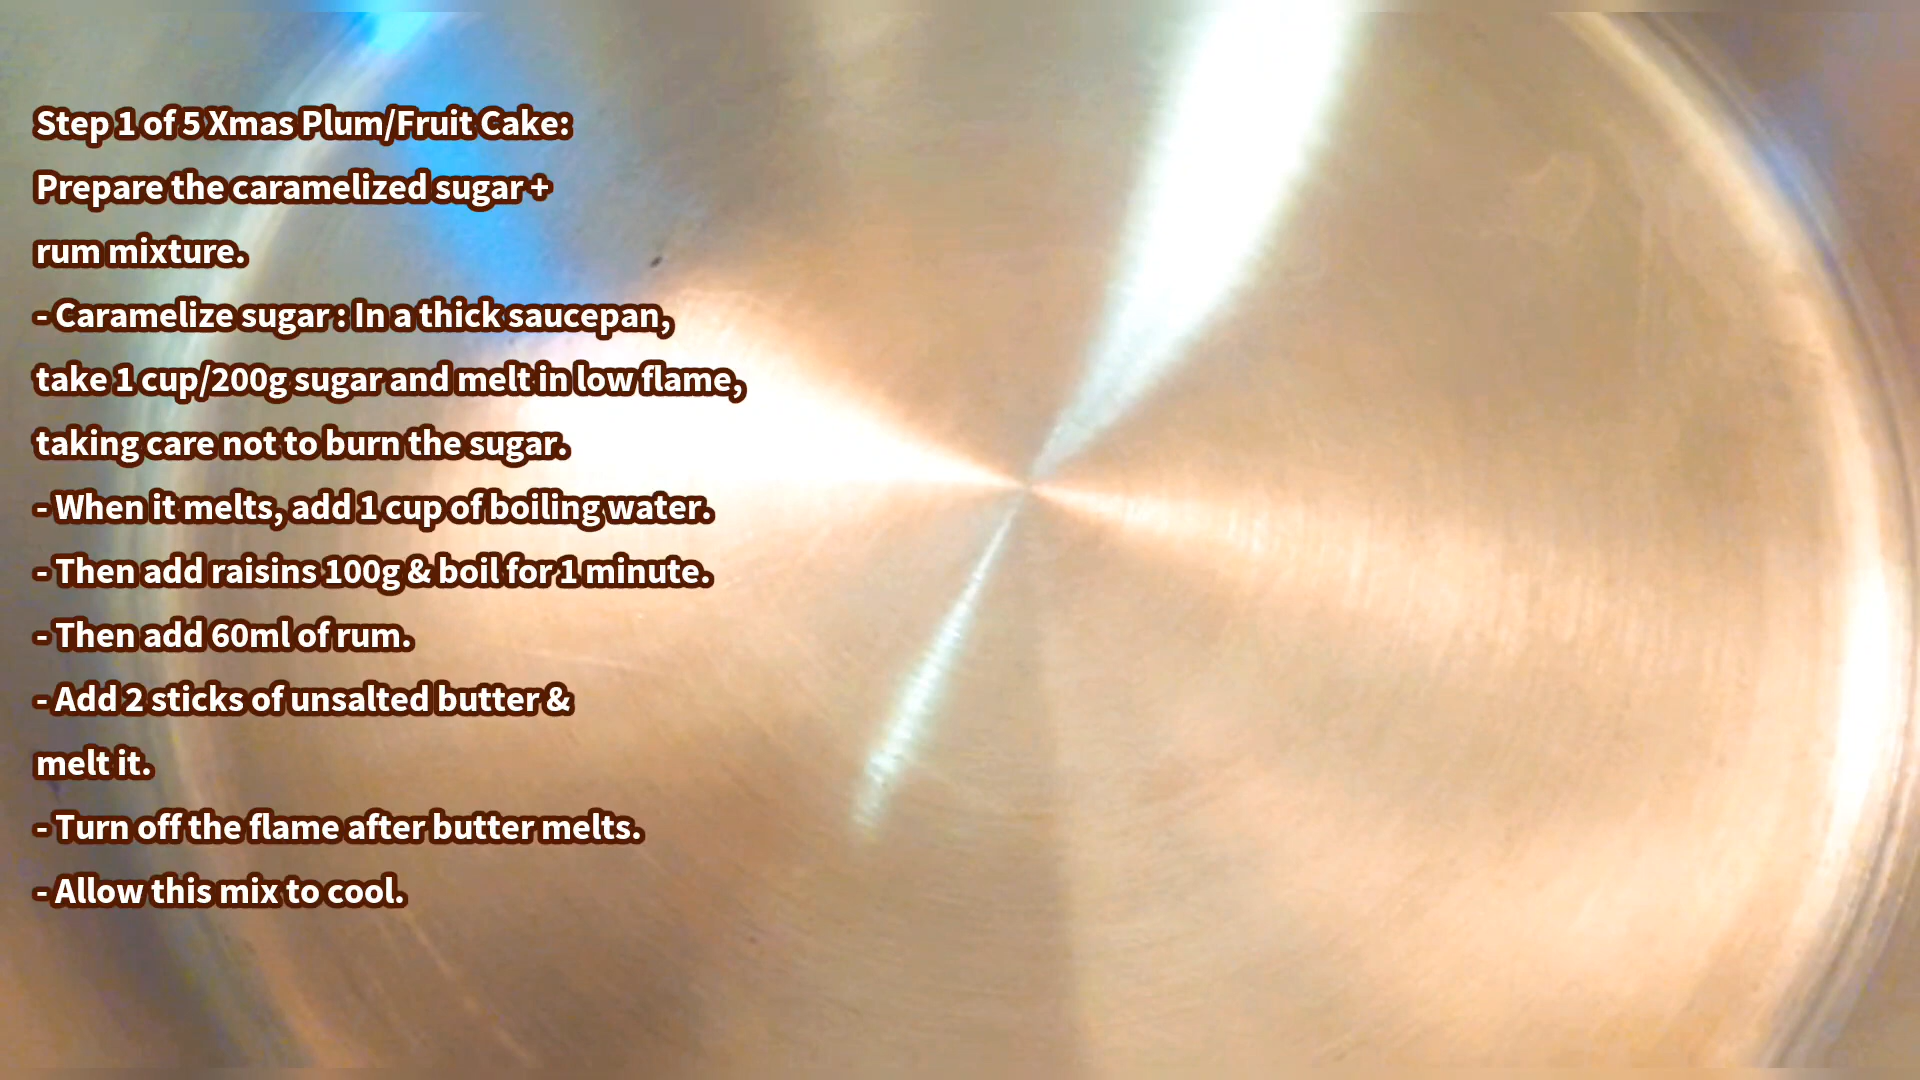 Step 1 of 5 Xmas Plum/Fruit Cake:
Prepare the caramelized sugar +
rum mixture.
- Caramelize sugar : In a thick saucepan,
take 1 cup/200g sugar and melt in low flame,
taking care not to burn the sugar.
- When it melts, add 1 cup of boiling water.
- Then add raisins 100g & boil for 1 minute.
- Then add 60ml of rum.
- Add 2 sticks of unsalted butter &
melt it.
- Turn off the flame after butter melts.
- Allow this mix to cool.